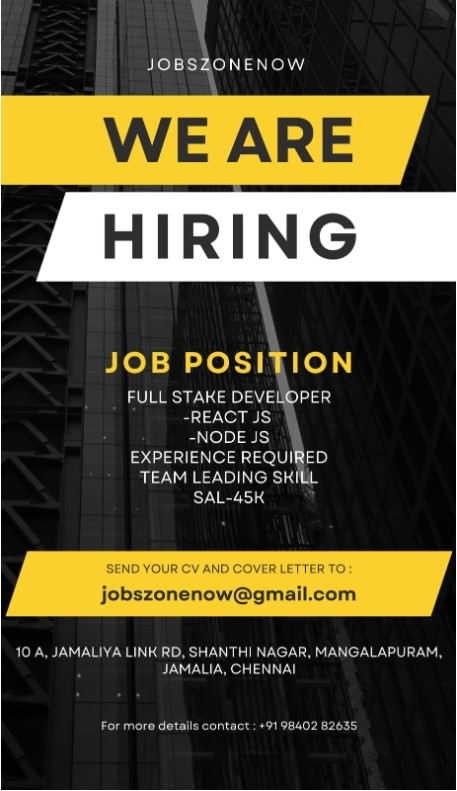 JOBSZONENOW
WE ARE
HIRING
JOB POSITION
FULL STAKE DEVELOPER
-REACT JS
-NODE JS
EXPERIENCE REQUIRED
TEAM LEADING SKILL
SAL-45K
SEND YOUR CV AND COVER LETTER TO :
jobszonenow@gmail.com
10 A, JAMALIYA LINK RD, SHANTHI NAGAR, MANGALAPURAM,
JAMALIA, CHENNAI
For more details contact : +91 98402 82635